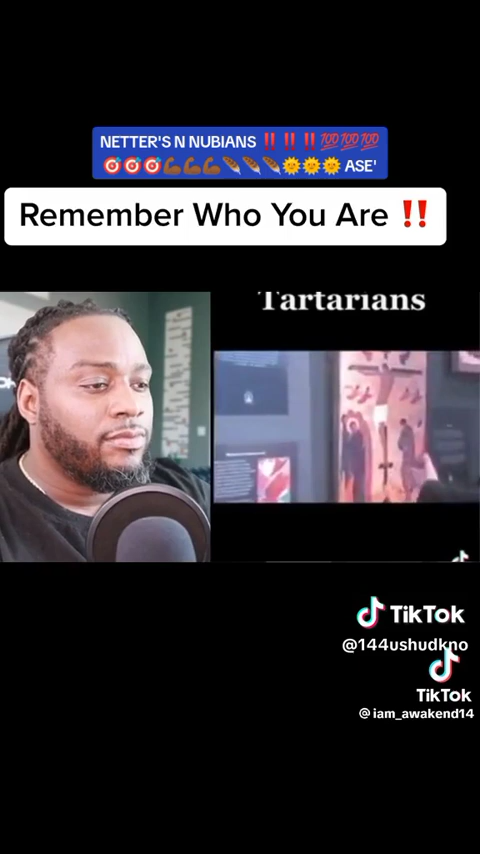 NETTER'S N NUBIANS ‼️ ‼️ ‼️ 💯💯💯
🎯🎯🎯💪🏾💪🏾💪🏾🪶🪶🪶🌞🌞🌞 ASE'
Remember Who You Are ‼️
Tartarians
TikTok
@144ushudkno
TikTok
@iam_awakend14